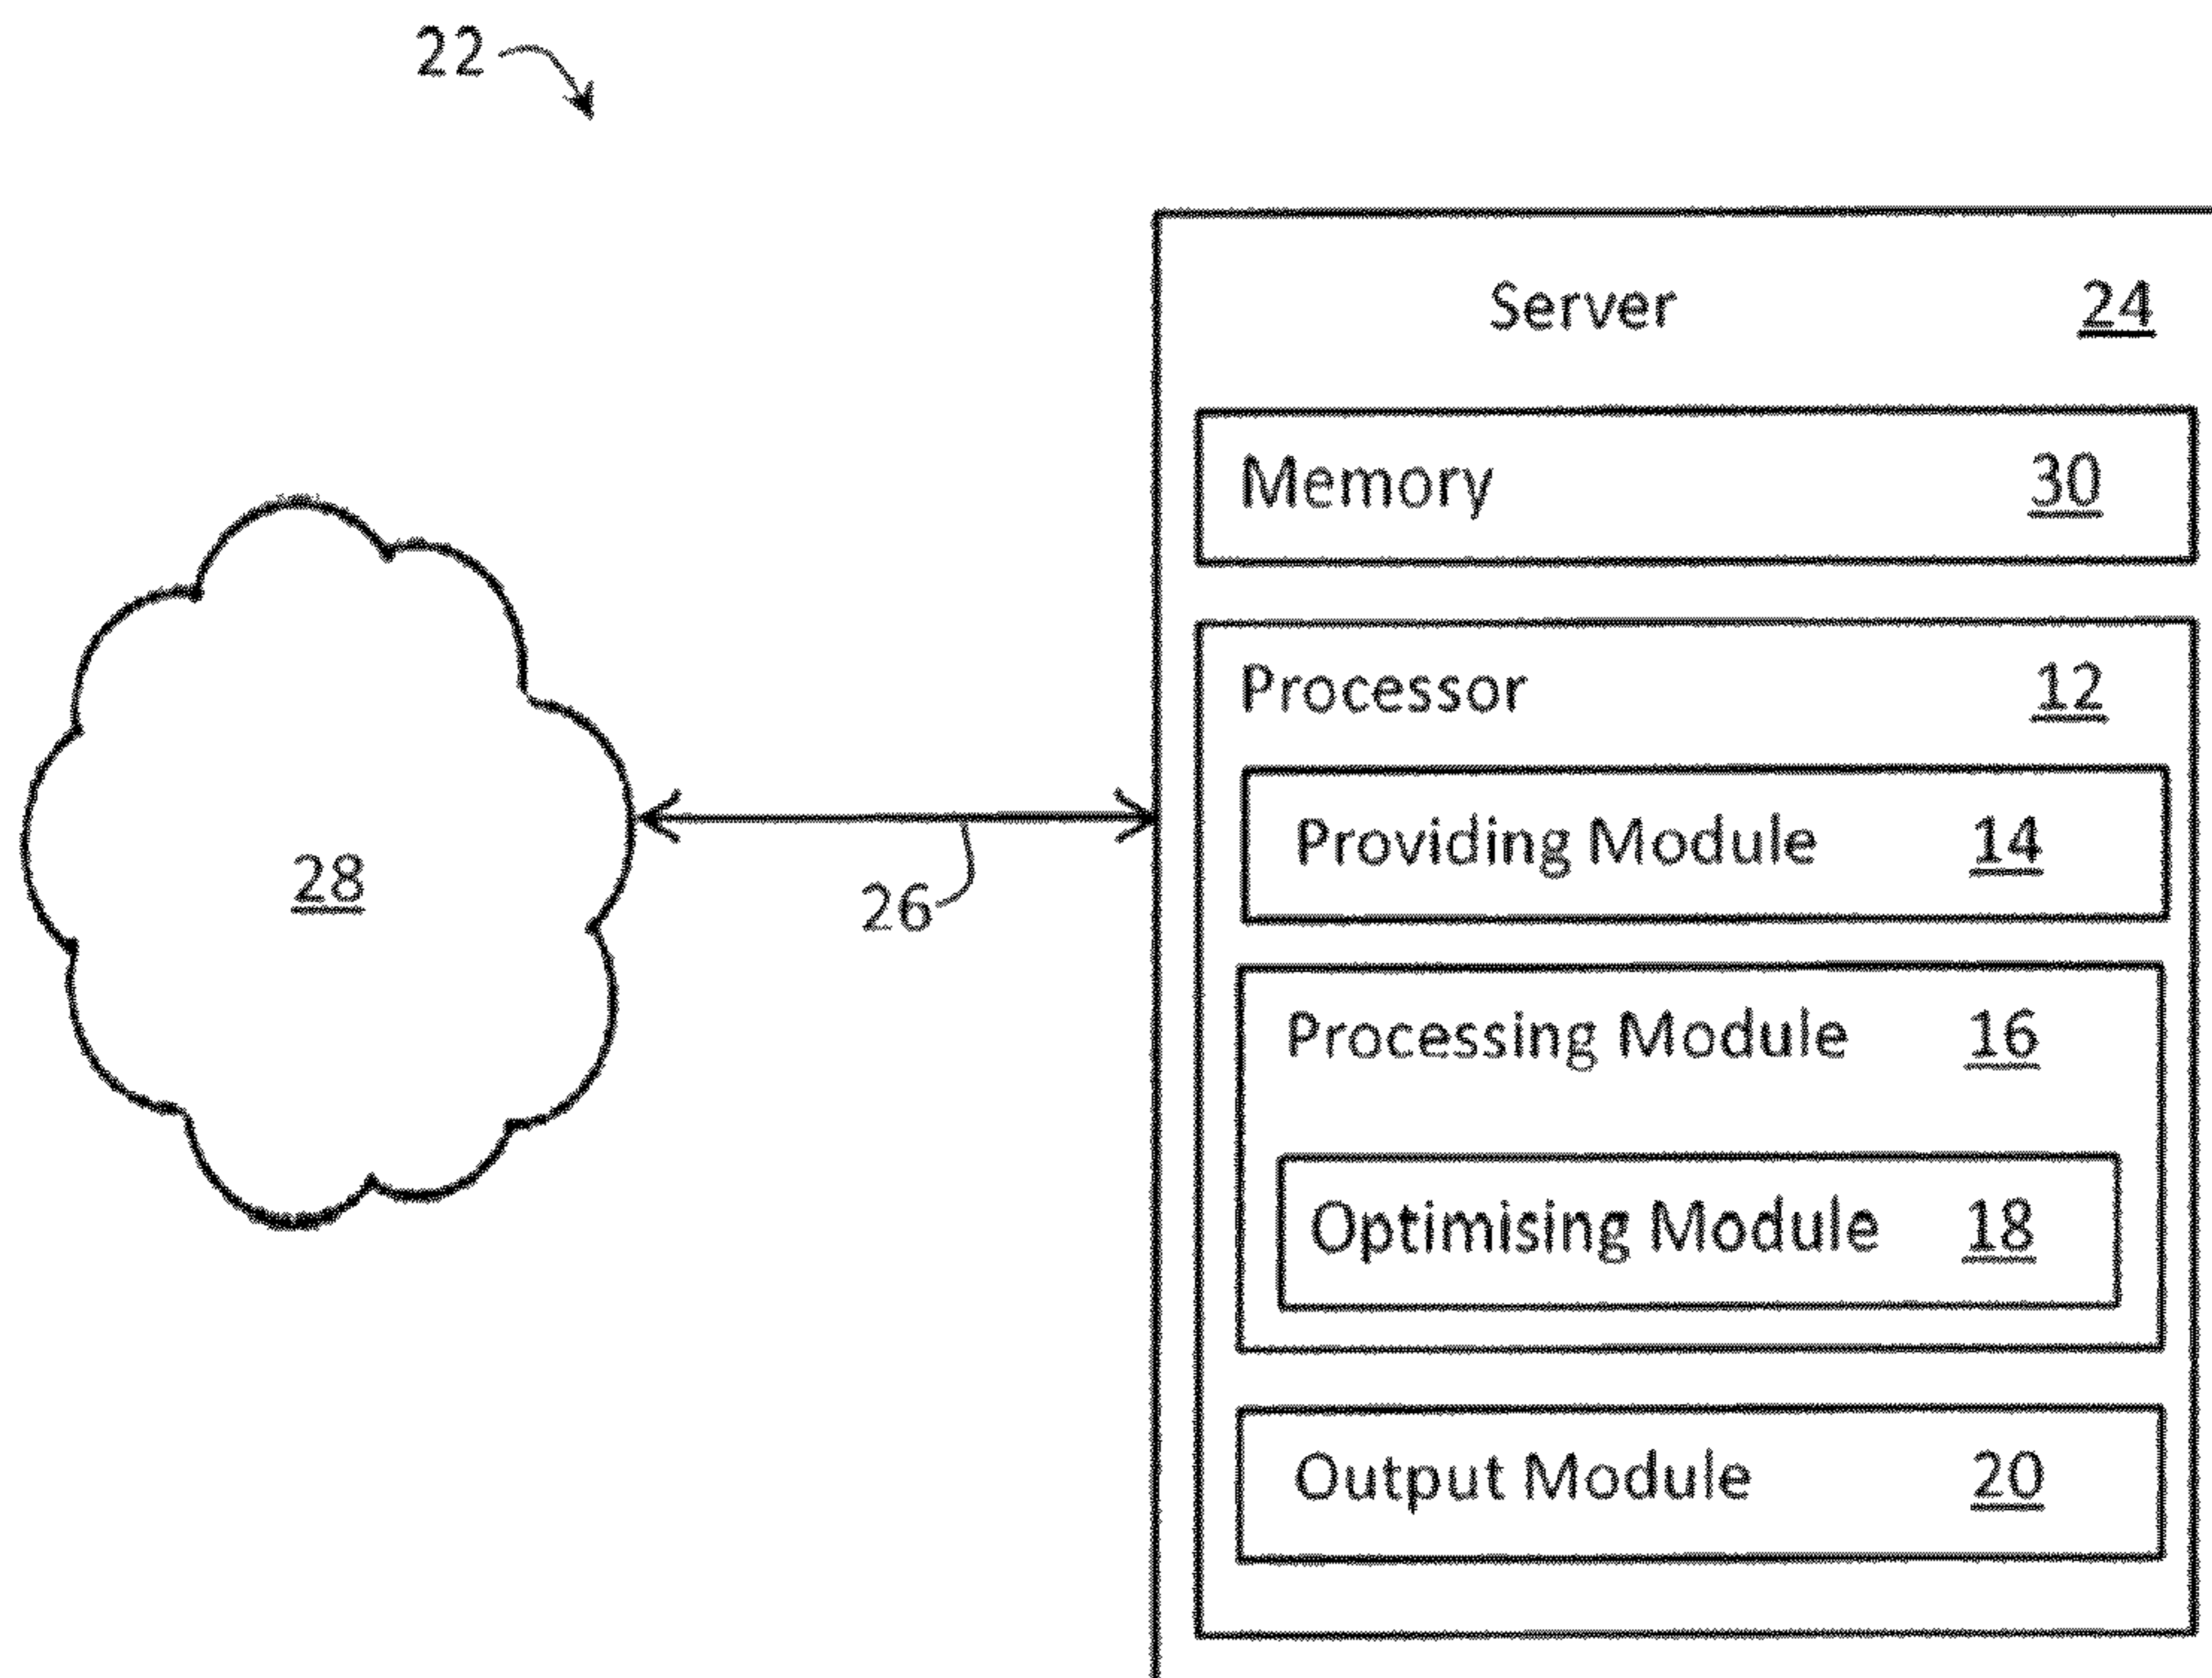 22
Server 24
Memory 30
Processor 12
Providing Module 14
28
26
Processing Module 16
Optimising Module 18
Output Module 20